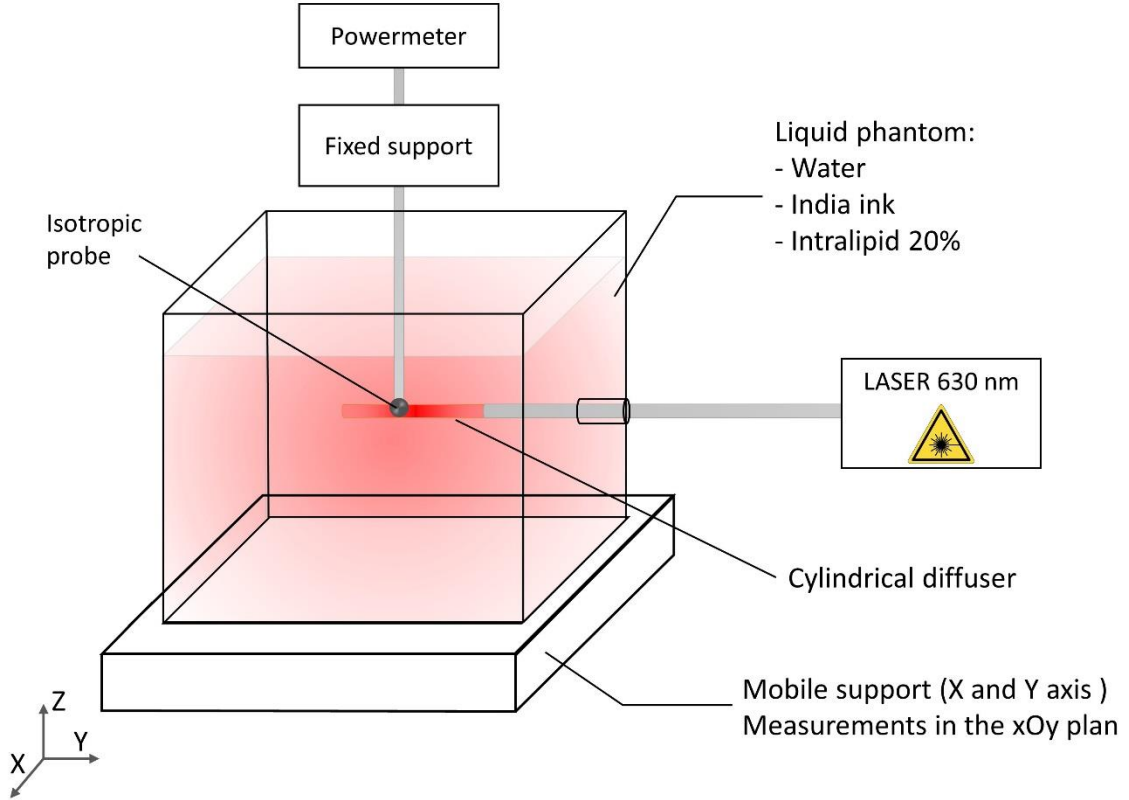 Powermeter
Fixed support
Liquid phantom:
- Water
- India ink
- Intralipid 20%
Isotropic
probe
LASER 630 nm
Cylindrical diffuser
Mobile support (X and Y axis )
Measurements in the xOy plan
Z
Y
X